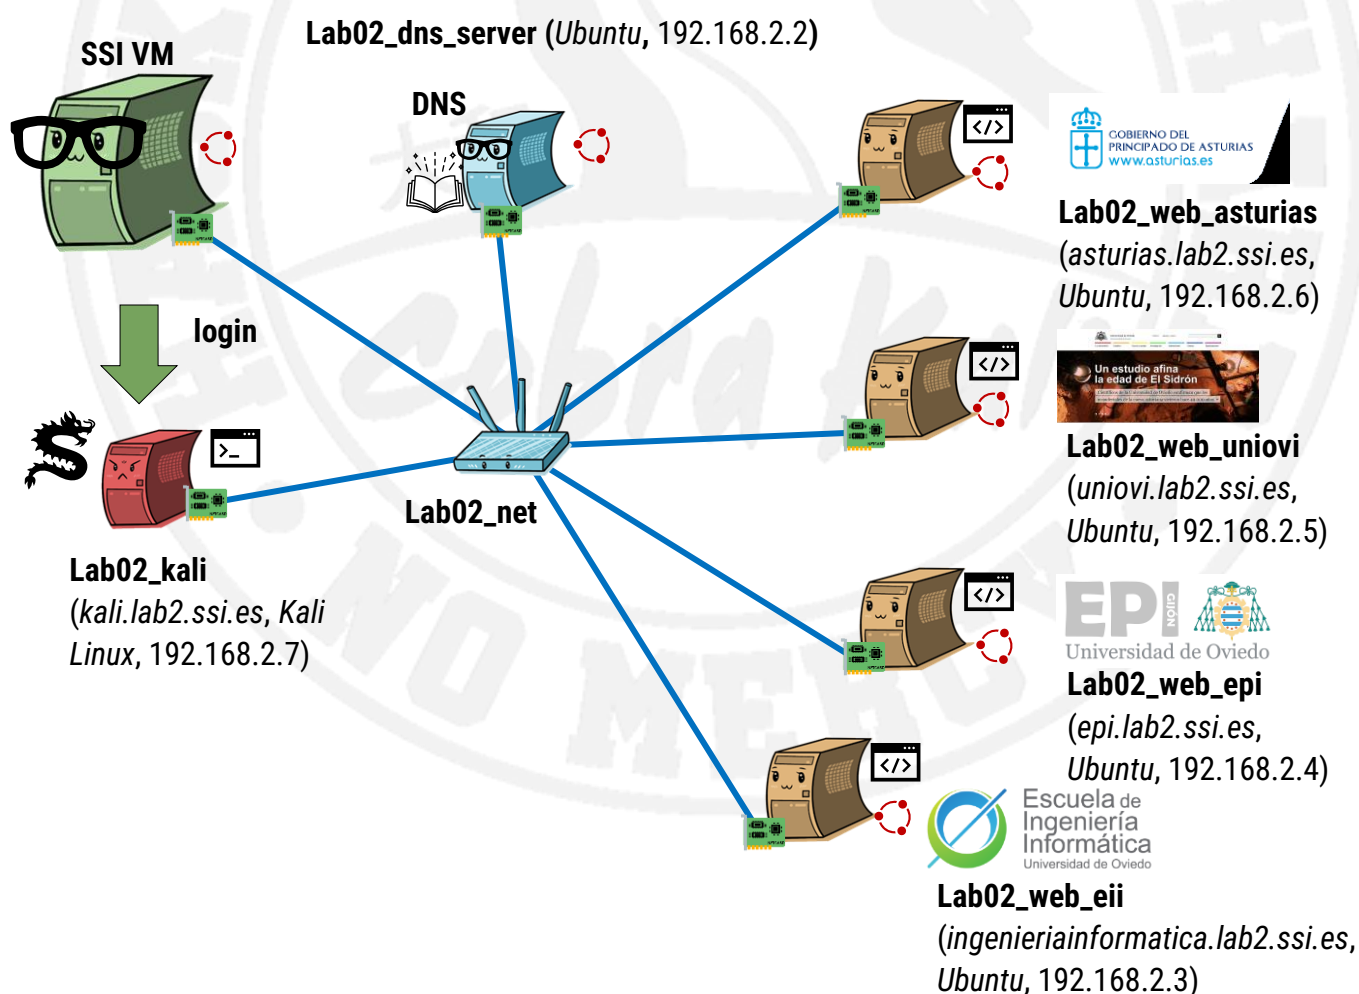 Lab02_dns_server (Ubuntu, 192.168.2.2)
SSI VM
DNS
</>
GOBIERNO DEL
PRINCIPADO DE ASTURIAS
www.asturias.es
Lab02_web_asturias
(asturias.lab2.ssi.es,
Ubuntu, 192.168.2.6)
login
</>
Un estudio afina
la edad de El Sidrón
Lab02_web_uniovi
(uniovi.lab2.ssi.es,
Ubuntu, 192.168.2.5)
>_
Lab02_net
Lab02_kali
(kali.lab2.ssi.es, Kali
Linux, 192.168.2.7)
</>
EPI
GIJÓN
Universidad de Oviedo
Lab02_web_epi
(epi.lab2.ssi.es,
Ubuntu, 192.168.2.4)
</>
Escuela de
Ingeniería
Informática
Universidad de Oviedo
Lab02_web_eii
(ingenieriainformatica.lab2.ssi.es,
Ubuntu, 192.168.2.3)
NO MERCY